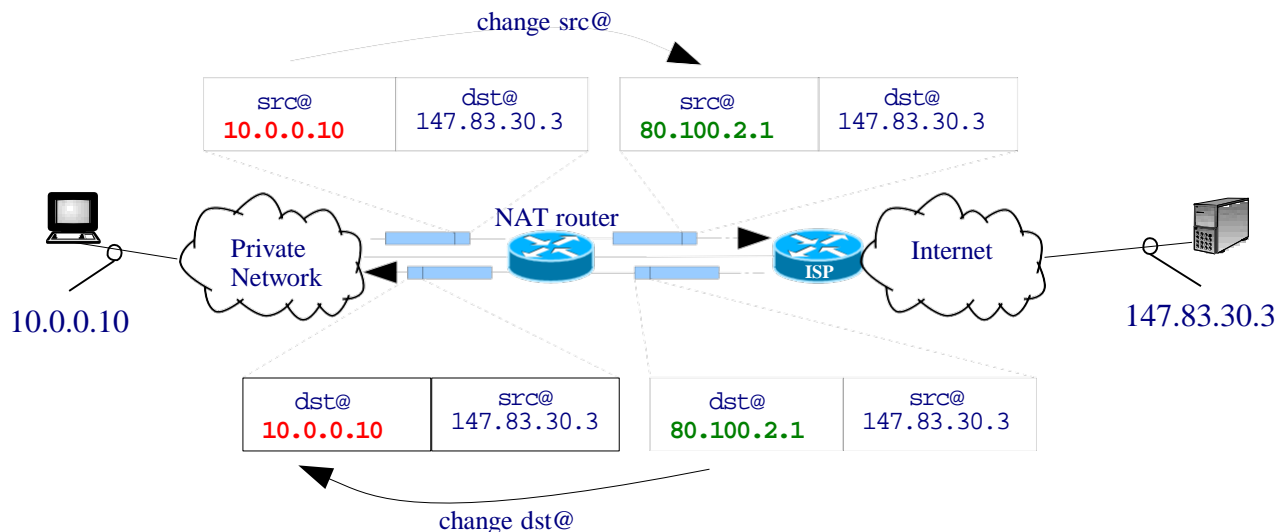 change src@
src@ dst@ src@ dst@
10.0.0.10 147.83.30.3 80.100.2.1 147.83.30.3
NAT router
Private
Network
Internet
ISP
10.0.0.10
147.83.30.3
dst@ src@ dst@ src@
10.0.0.10 147.83.30.3 80.100.2.1 147.83.30.3
change dst@